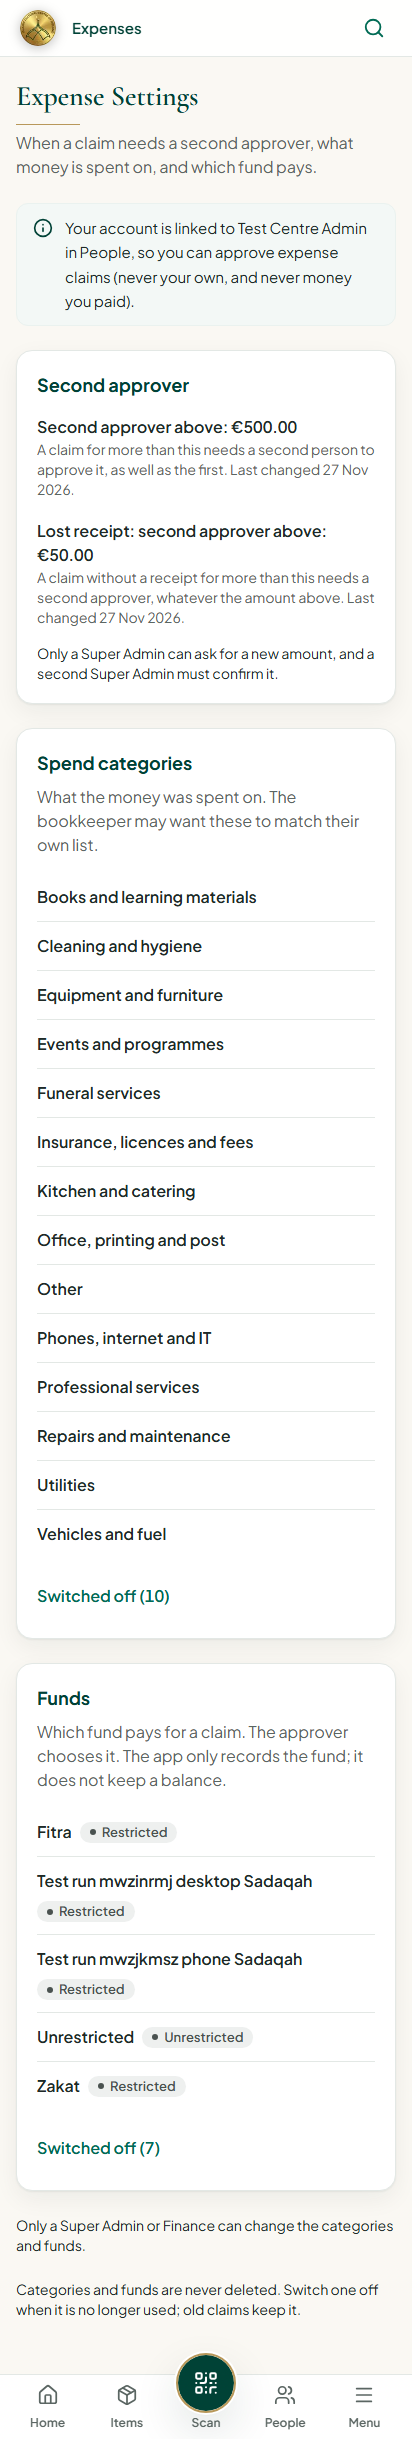 Expenses
Expense Settings
When a claim needs a second approver, what
money is spent on, and which fund pays.
Your account is linked to Test Centre Admin
in People, so you can approve expense
claims (never your own, and never money
you paid).
Second approver
Second approver above: €500.00
A claim for more than this needs a second person to
approve it, as well as the first. Last changed 27 Nov
2026.
Lost receipt: second approver above:
€50.00
A claim without a receipt for more than this needs a
second approver, whatever the amount above. Last
changed 27 Nov 2026.
Only a Super Admin can ask for a new amount, and a
second Super Admin must confirm it.
Spend categories
What the money was spent on. The
bookkeeper may want these to match their
own list.
Books and learning materials
Cleaning and hygiene
Equipment and furniture
Events and programmes
Funeral services
Insurance, licences and fees
Kitchen and catering
Office, printing and post
Other
Phones, internet and IT
Professional services
Repairs and maintenance
Utilities
Vehicles and fuel
Switched off (10)
Funds
Which fund pays for a claim. The approver
chooses it. The app only records the fund; it
does not keep a balance.
Fitra Restricted
Test run mwzinrmj desktop Sadaqah
Restricted
Test run mwzjkmsz phone Sadaqah
Restricted
Unrestricted Unrestricted
Zakat Restricted
Switched off (7)
Only a Super Admin or Finance can change the categories
and funds.
Categories and funds are never deleted. Switch one off
when it is no longer used; old claims keep it.
Home Items Scan People Menu